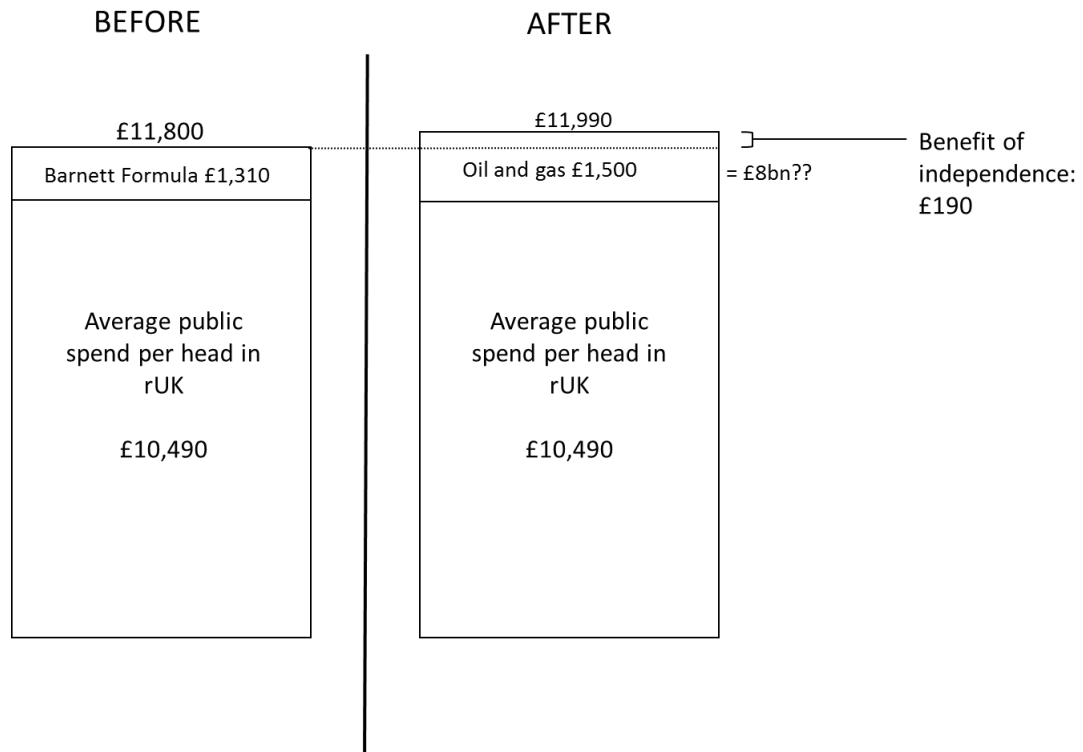 BEFORE
AFTER
£11,800
Barnett Formula £1,310
Average public
spend per head in
rUK
£10,490
£11,990
Oil and gas £1,500
= £8bn??
Average public
spend per head in
rUK
£10,490
Benefit of
independence:
£190